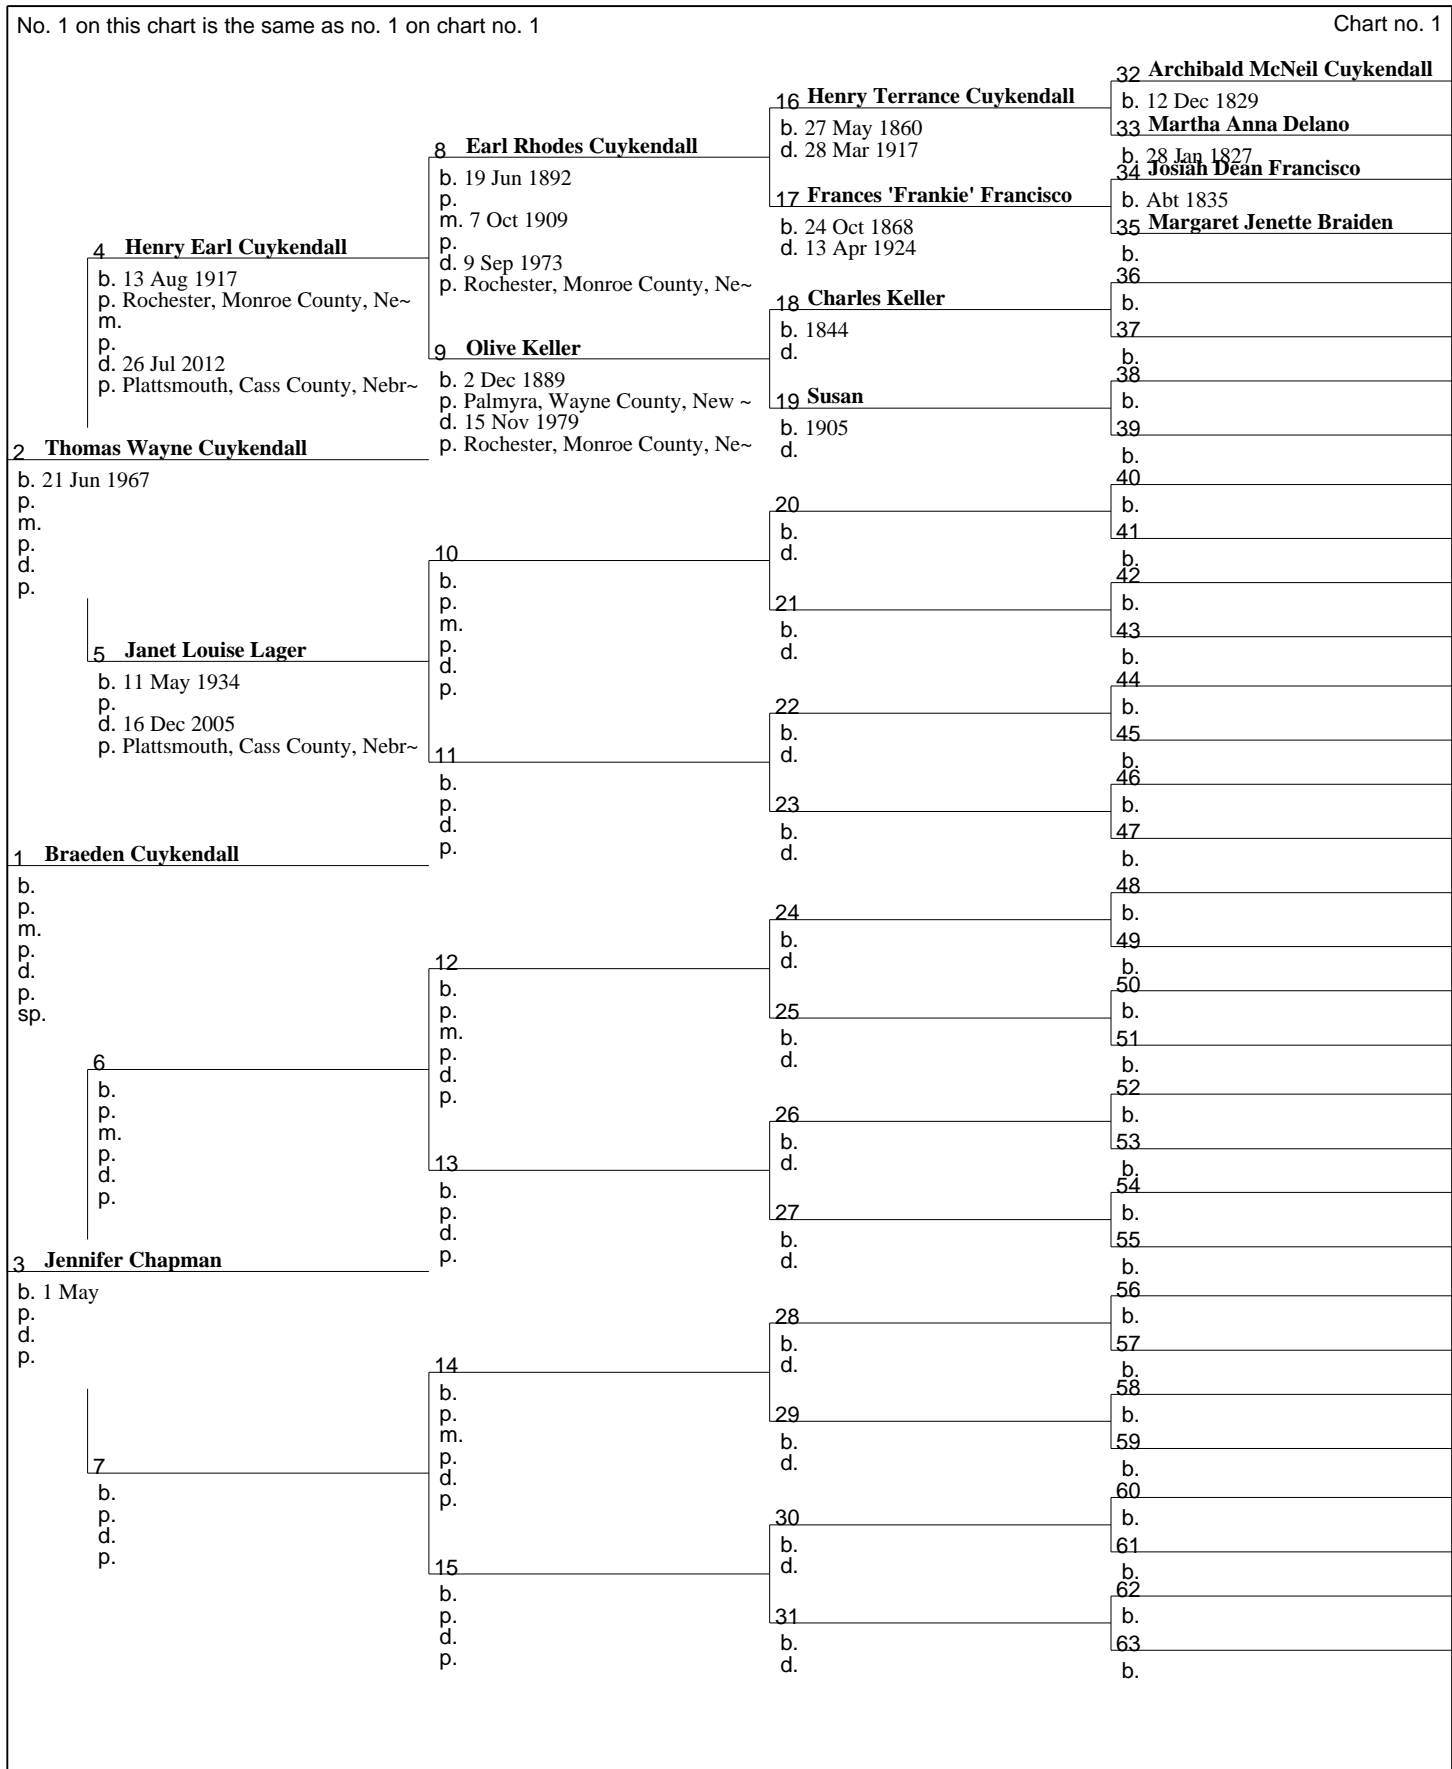 No. 1 on this chart is the same as no. 1 on chart no. 1
Chart no. 1
2 Thomas Wayne Cuykendall
b. 21 Jun 1967
p.
m.
p.
d.
p.
1 Braeden Cuykendall
b.
p.
m.
p.
d.
p.
sp.
3 Jennifer Chapman
b. 1 May
p.
d.
p.
4 Henry Earl Cuykendall
b. 13 Aug 1917
p. Rochester, Monroe County, Ne~
m.
p.
d. 26 Jul 2012
p. Plattsmouth, Cass County, Nebr~
5 Janet Louise Lager
b. 11 May 1934
p.
d. 16 Dec 2005
p. Plattsmouth, Cass County, Nebr~
6
b.
p.
m.
p.
d.
p.
7
b.
p.
d.
p.
8 Earl Rhodes Cuykendall
b. 19 Jun 1892
p.
m. 7 Oct 1909
p.
d. 9 Sep 1973
p. Rochester, Monroe County, Ne~
9 Olive Keller
b. 2 Dec 1889
p. Palmyra, Wayne County, New ~
d. 15 Nov 1979
p. Rochester, Monroe County, Ne~
10
b.
p.
m.
p.
d.
p.
11
b.
p.
d.
p.
12
b.
p.
m.
p.
d.
p.
13
b.
p.
d.
p.
14
b.
p.
m.
p.
d.
p.
15
b.
p.
d.
p.
16 Henry Terrance Cuykendall
b. 27 May 1860
d. 28 Mar 1917
17 Frances 'Frankie' Francisco
b. 24 Oct 1868
d. 13 Apr 1924
18 Charles Keller
b. 1844
d.
19 Susan
b. 1905
d.
20
b.
d.
21
b.
d.
22
b.
d.
23
b.
d.
24
b.
d.
25
b.
d.
26
b.
d.
27
b.
d.
28
b.
d.
29
b.
d.
30
b.
d.
31
b.
d.
32 Archibald McNeil Cuykendall
b. 12 Dec 1829
33 Martha Anna Delano
b. 28 Jan 1827
34 Josiah Dean Francisco
b. Abt 1835
35 Margaret Jenette Braiden
b.
36
b.
37
b.
38
b.
39
b.
40
b.
41
b.
42
b.
43
b.
44
b.
45
b.
46
b.
47
b.
48
b.
49
b.
50
b.
51
b.
52
b.
53
b.
54
b.
55
b.
56
b.
57
b.
58
b.
59
b.
60
b.
61
b.
62
b.
63
b.